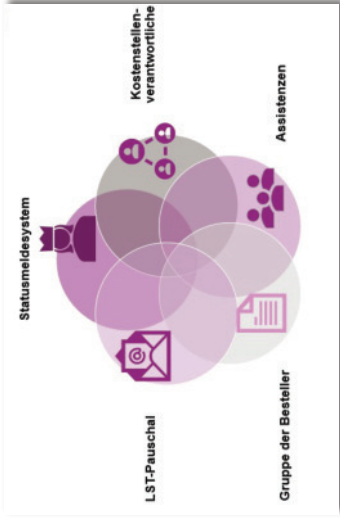 Statusmeldesystem
Kostenstellen-
verantwortliche
Assistenzen
Gruppe der Besteller
LST-Pauschal